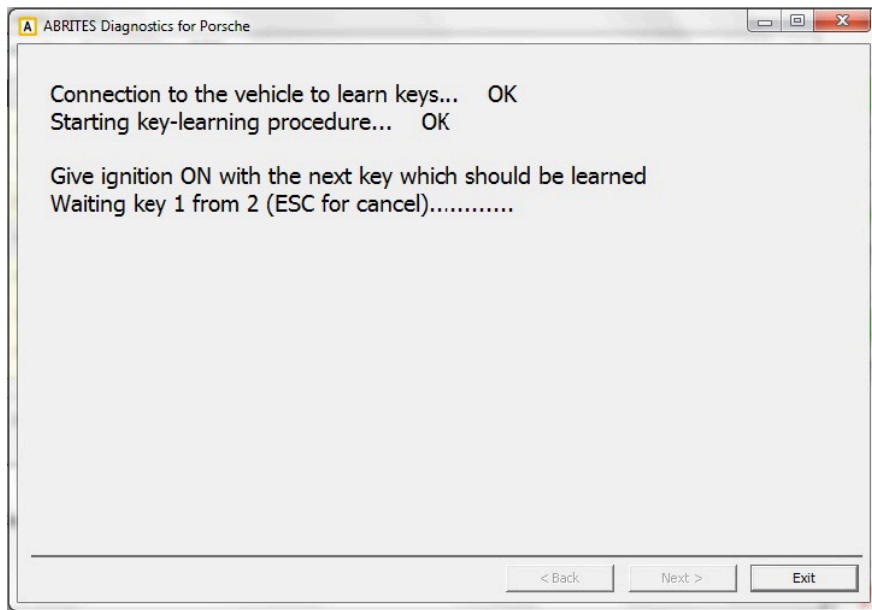 A ABRITES Diagnostics for Porsche
Connection to the vehicle to learn keys... OK
Starting key-learning procedure... OK
Give ignition ON with the next key which should be learned
Waiting key 1 from 2 (ESC for cancel)............
< Back Next > Exit